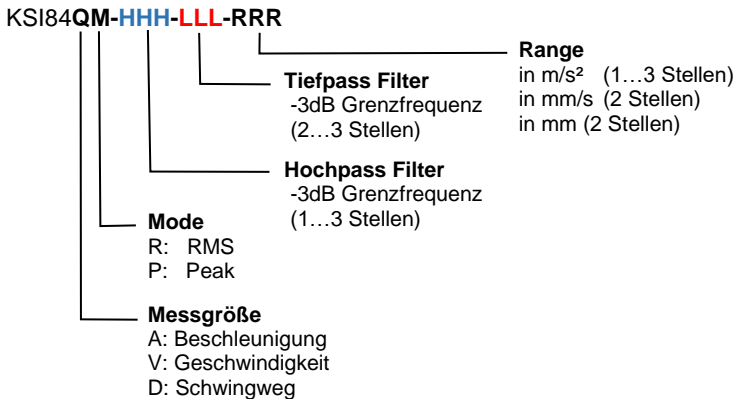 KSI84QM-HHH-LLL-RRR
Range
in m/s² (1…3 Stellen)
in mm/s (2 Stellen)
in mm (2 Stellen)
Tiefpass Filter
-3dB Grenzfrequenz
(2…3 Stellen)
Hochpass Filter
-3dB Grenzfrequenz
(1…3 Stellen)
Mode
R: RMS
P: Peak
Messgröße
A: Beschleunigung
V: Geschwindigkeit
D: Schwingweg